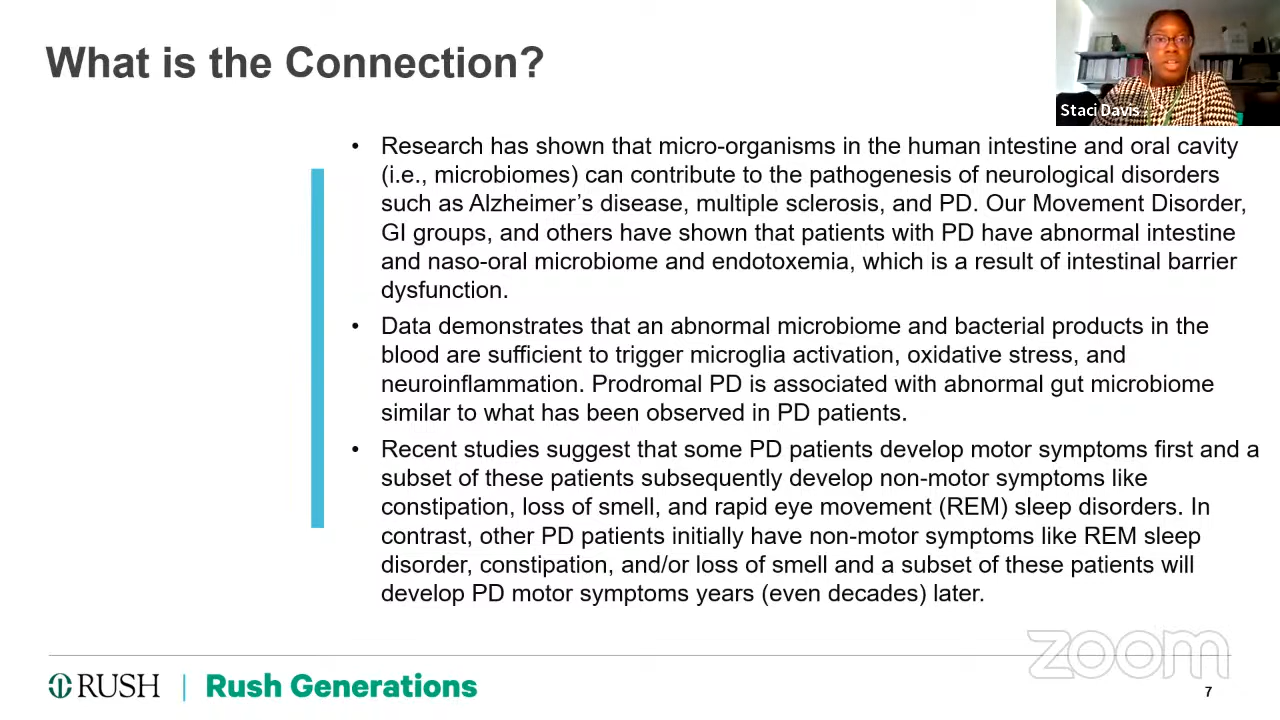 What is the Connection?
Staci Davis
• Research has shown that micro-organisms in the human intestine and oral cavity
(i.e., microbiomes) can contribute to the pathogenesis of neurological disorders
such as Alzheimer’s disease, multiple sclerosis, and PD. Our Movement Disorder,
GI groups, and others have shown that patients with PD have abnormal intestine
and naso-oral microbiome and endotoxemia, which is a result of intestinal barrier
dysfunction.
• Data demonstrates that an abnormal microbiome and bacterial products in the
blood are sufficient to trigger microglia activation, oxidative stress, and
neuroinflammation. Prodromal PD is associated with abnormal gut microbiome
similar to what has been observed in PD patients.
• Recent studies suggest that some PD patients develop motor symptoms first and a
subset of these patients subsequently develop non-motor symptoms like
constipation, loss of smell, and rapid eye movement (REM) sleep disorders. In
contrast, other PD patients initially have non-motor symptoms like REM sleep
disorder, constipation, and/or loss of smell and a subset of these patients will
develop PD motor symptoms years (even decades) later.
zoom
RUSH | Rush Generations
7